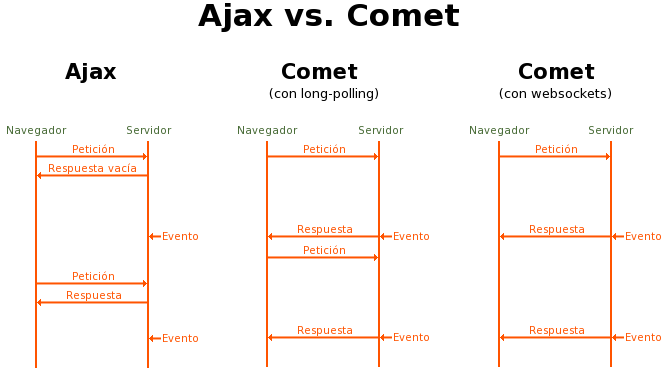 Ajax vs. Comet
Ajax
Comet
(con long-polling)
Comet
(con websockets)
Navegador
Servidor
Petición
Respuesta vacía
Evento
Petición
Respuesta
Evento
Navegador
Servidor
Petición
Respuesta
Evento
Petición
Respuesta
Evento
Navegador
Servidor
Petición
Respuesta
Evento
Respuesta
Evento